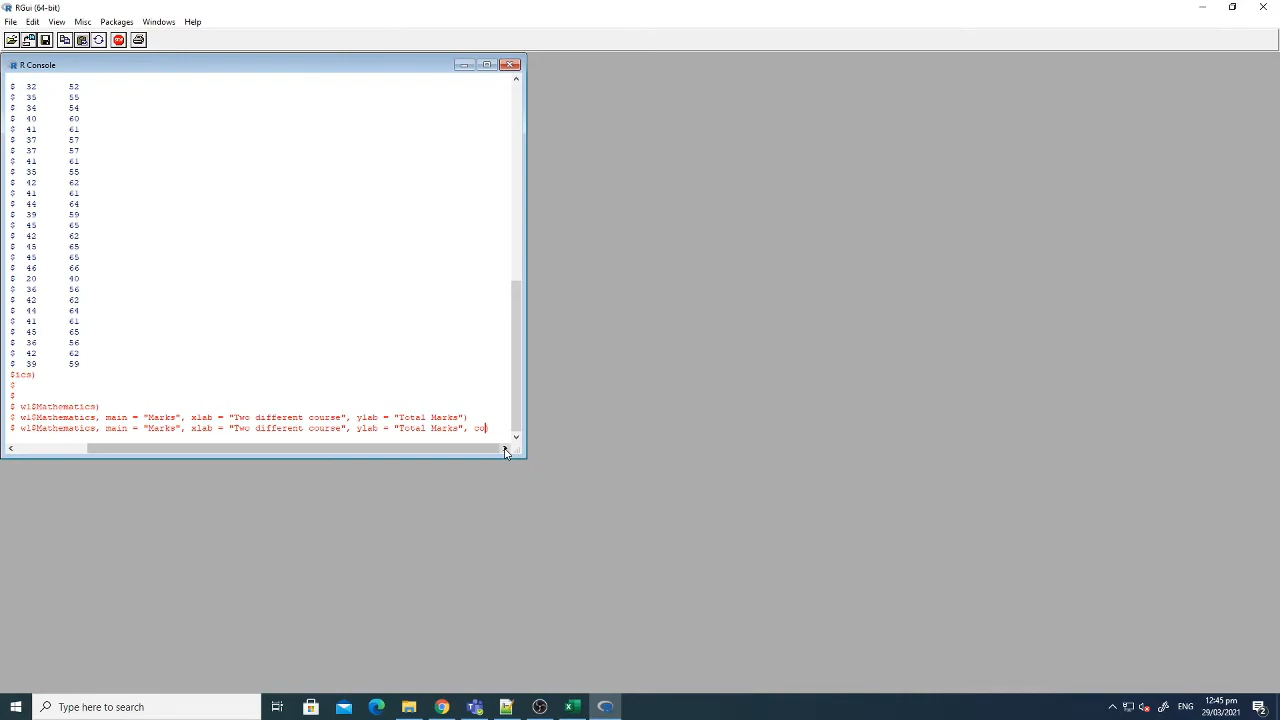 RGui (64-bit)
File Edit View Misc Packages Windows Help
STOP
R Console
$ 32 52
$ 35 55
$ 34 54
$ 40 60
$ 41 61
$ 37 57
$ 37 57
$ 41 61
$ 35 55
$ 42 62
$ 41 61
$ 44 64
$ 39 59
$ 45 65
$ 42 62
$ 45 65
$ 45 65
$ 46 66
$ 20 40
$ 36 56
$ 42 62
$ 44 64
$ 41 61
$ 45 65
$ 36 56
$ 42 62
$ 39 59
$ics)
$
$
$ w1$Mathematics)
$ w1$Mathematics, main = "Marks", xlab = "Two different course", ylab = "Total Marks")
$ w1$Mathematics, main = "Marks", xlab = "Two different course", ylab = "Total Marks", co
Type here to search
ENG
12:45 pm
29/03/2021
2